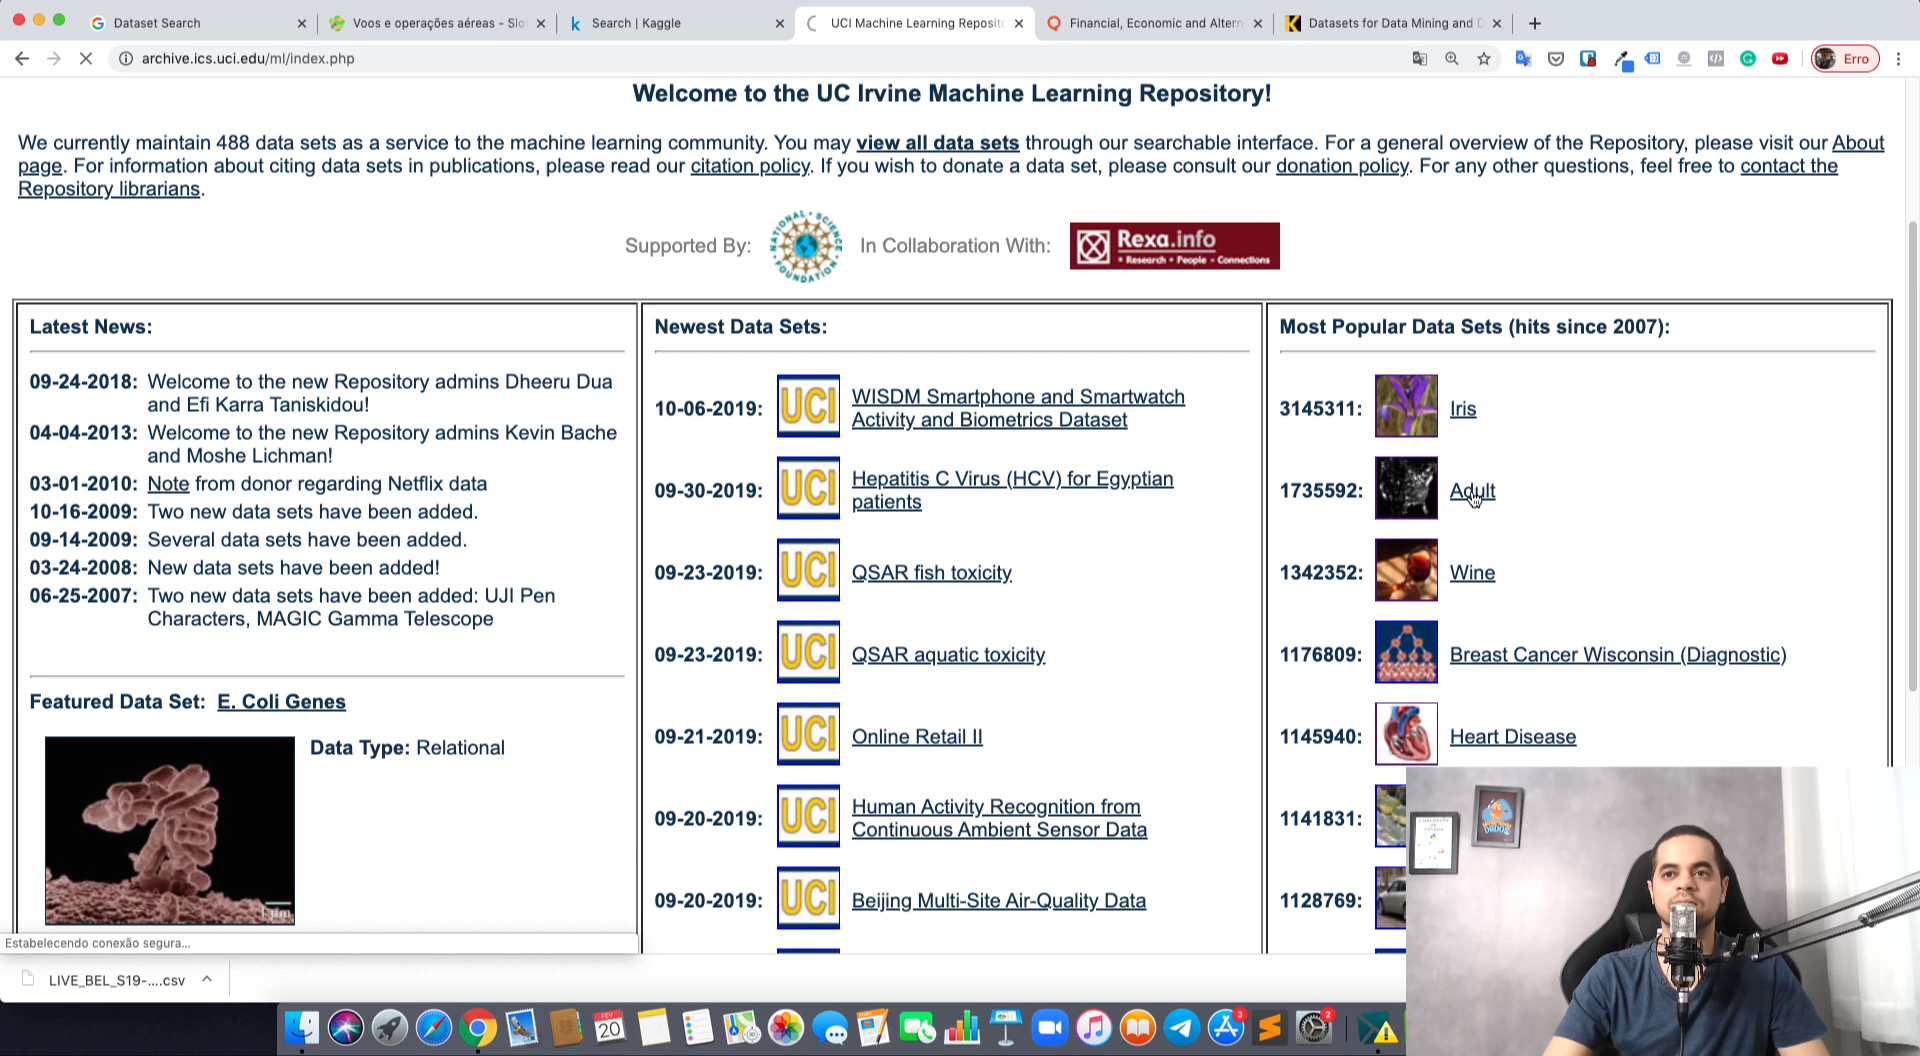 Dataset Search
Voos e operações aéreas - Slo
Search | Kaggle
UCI Machine Learning Reposito
Financial, Economic and Altern
Datasets for Data Mining and D
archive.ics.uci.edu/ml/index.php
Erro
Welcome to the UC Irvine Machine Learning Repository!
We currently maintain 488 data sets as a service to the machine learning community. You may view all data sets through our searchable interface. For a general overview of the Repository, please visit our About
page. For information about citing data sets in publications, please read our citation policy. If you wish to donate a data set, please consult our donation policy. For any other questions, feel free to contact the
Repository librarians.
Supported By:
NATIONAL SCIENCE FOUNDATION
In Collaboration With:
Rexa.info
Research People Connections
Latest News:
09-24-2018: Welcome to the new Repository admins Dheeru Dua
and Efi Karra Taniskidou!
04-04-2013: Welcome to the new Repository admins Kevin Bache
and Moshe Lichman!
03-01-2010: Note from donor regarding Netflix data
10-16-2009: Two new data sets have been added.
09-14-2009: Several data sets have been added.
03-24-2008: New data sets have been added!
06-25-2007: Two new data sets have been added: UJI Pen
Characters, MAGIC Gamma Telescope
Featured Data Set: E. Coli Genes
Data Type: Relational
Newest Data Sets:
10-06-2019: UCI WISDM Smartphone and Smartwatch
Activity and Biometrics Dataset
09-30-2019: UCI Hepatitis C Virus (HCV) for Egyptian
patients
09-23-2019: UCI QSAR fish toxicity
09-23-2019: UCI QSAR aquatic toxicity
09-21-2019: UCI Online Retail II
09-20-2019: UCI Human Activity Recognition from
Continuous Ambient Sensor Data
09-20-2019: UCI Beijing Multi-Site Air-Quality Data
Most Popular Data Sets (hits since 2007):
3145311: Iris
1735592: Adult
1342352: Wine
1176809: Breast Cancer Wisconsin (Diagnostic)
1145940: Heart Disease
1141831:
1128769:
Estabelecendo conexão segura...
LIVE_BEL_S19-....csv
FEV
20
3
2